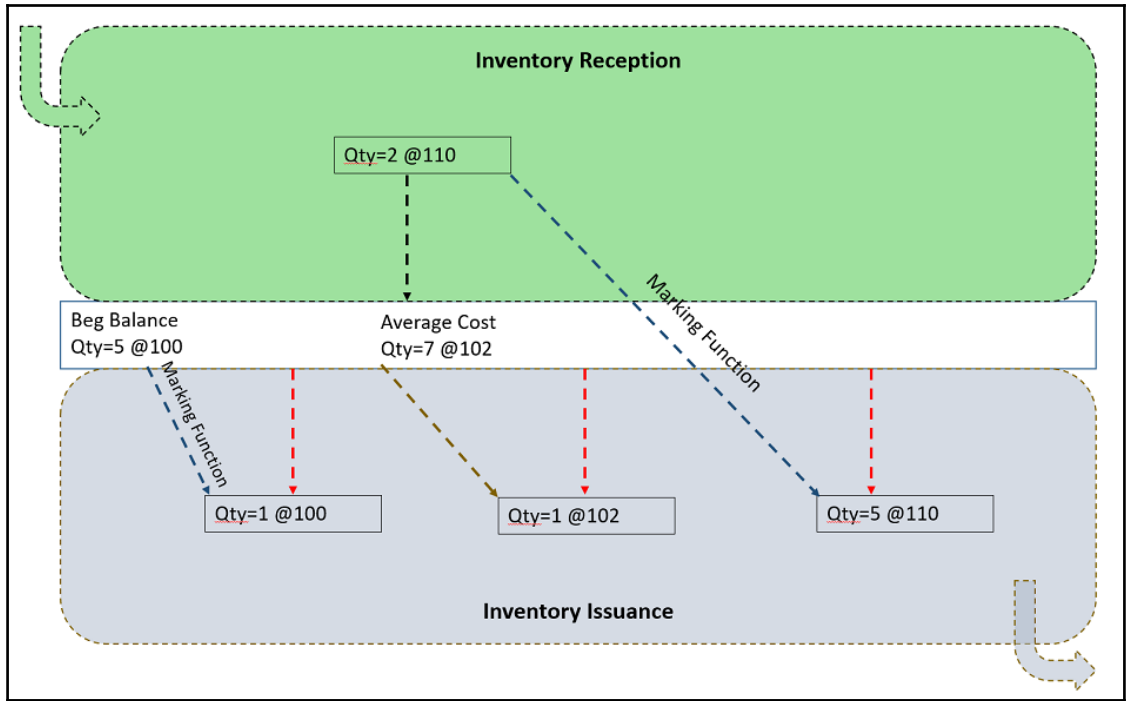 Inventory Reception
Qty=2 @110
Marking Function
Beg Balance
Qty=5 @100
Average Cost
Qty=7 @102
Marking Function
Qty=1 @100
Qty=1 @102
Qty=5 @110
Inventory Issuance